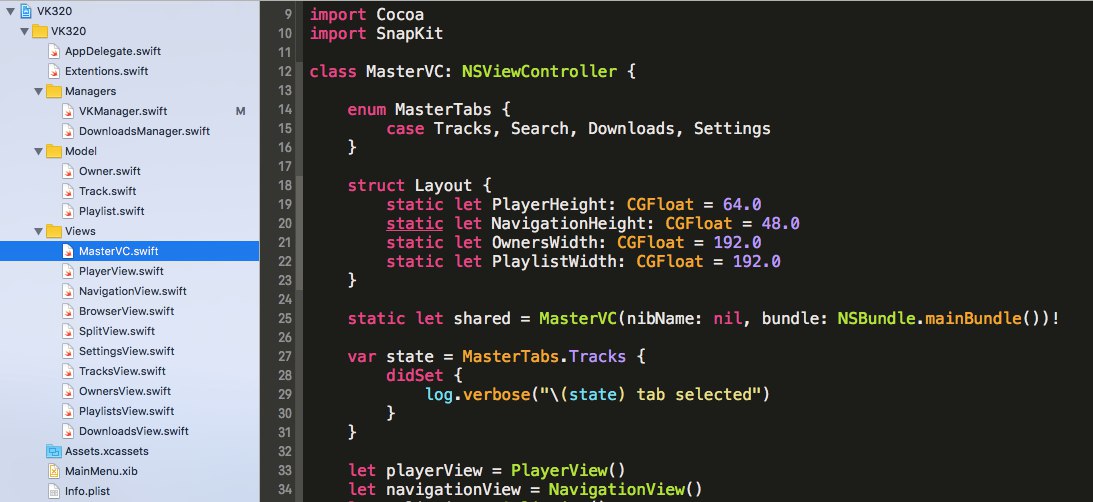 VK320
VK320
AppDelegate.swift
Extentions.swift
Managers
VKManager.swift M
DownloadsManager.swift
Model
Owner.swift
Track.swift
Playlist.swift
Views
MasterVC.swift
PlayerView.swift
NavigationView.swift
BrowserView.swift
SplitView.swift
SettingsView.swift
TracksView.swift
OwnersView.swift
PlaylistsView.swift
DownloadsView.swift
Assets.xcassets
MainMenu.xib
Info.plist
9 import Cocoa
10 import SnapKit
11
12 class MasterVC: NSViewController {
13
14     enum MasterTabs {
15         case Tracks, Search, Downloads, Settings
16     }
17
18     struct Layout {
19         static let PlayerHeight: CGFloat = 64.0
20         static let NavigationHeight: CGFloat = 48.0
21         static let OwnersWidth: CGFloat = 192.0
22         static let PlaylistWidth: CGFloat = 192.0
23     }
24
25     static let shared = MasterVC(nibName: nil, bundle: NSBundle.mainBundle())!
26
27     var state = MasterTabs.Tracks {
28         didSet {
29             log.verbose("\(state) tab selected")
30         }
31     }
32
33     let playerView = PlayerView()
34     let navigationView = NavigationView()